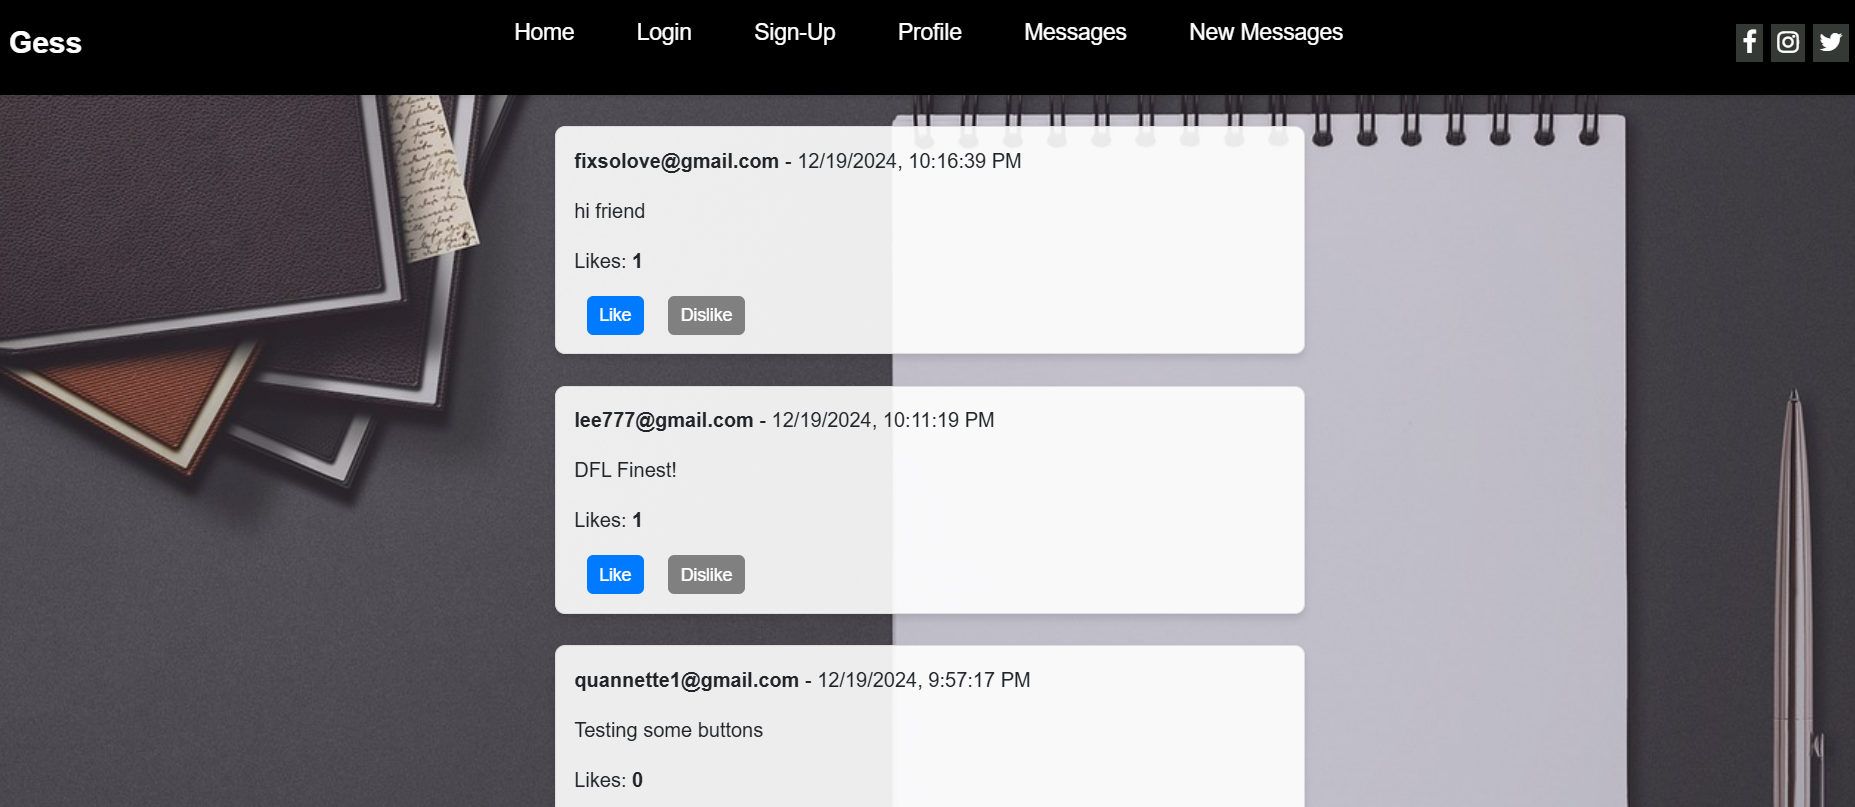 Gess
Home Login Sign-Up Profile Messages New Messages
fixsolove@gmail.com - 12/19/2024, 10:16:39 PM
hi friend
Likes: 1
Like Dislike
lee777@gmail.com - 12/19/2024, 10:11:19 PM
DFL Finest!
Likes: 1
Like Dislike
quannette1@gmail.com - 12/19/2024, 9:57:17 PM
Testing some buttons
Likes: 0